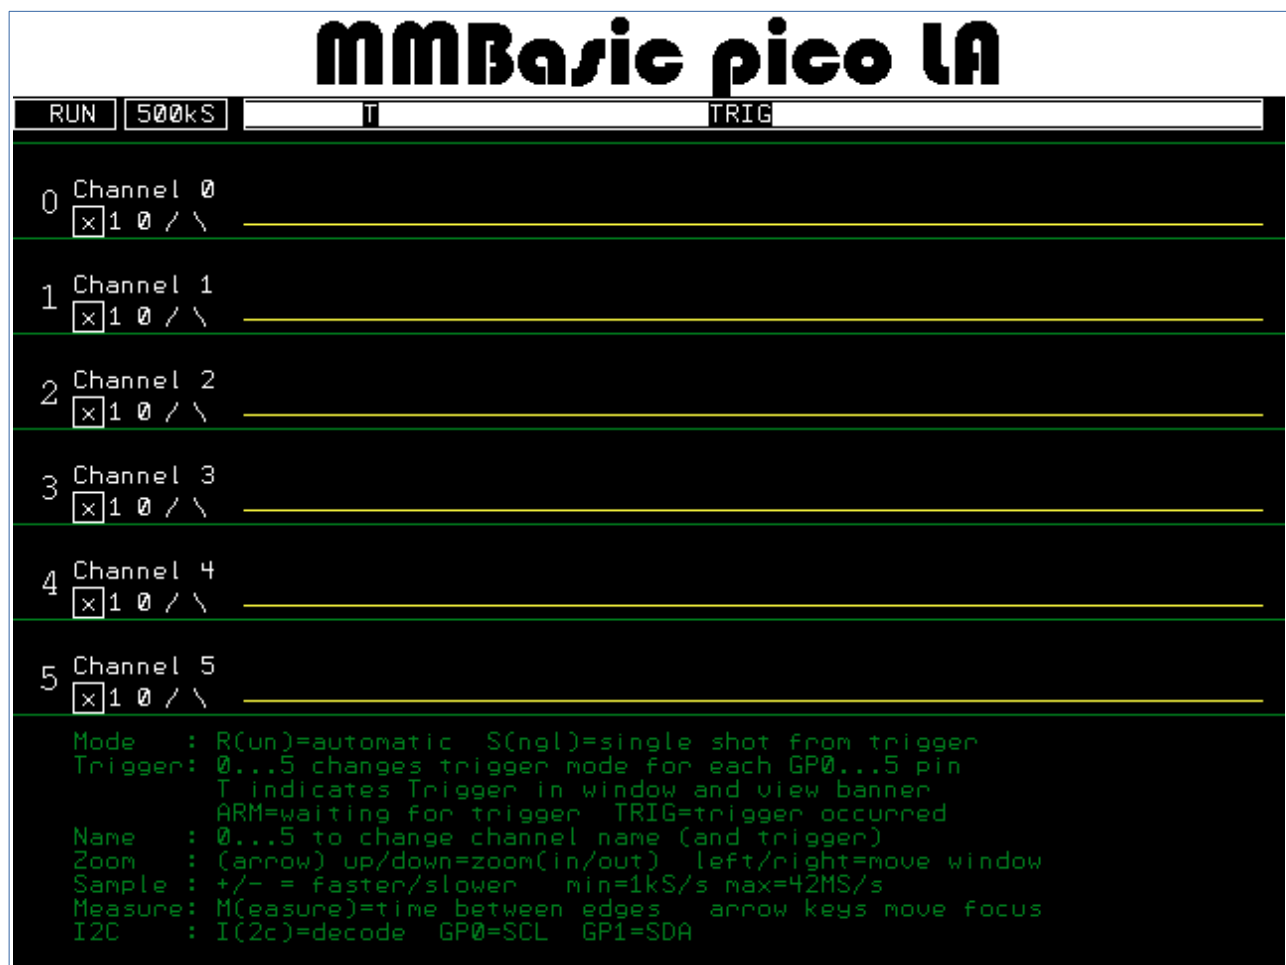 MMBasic pico LA
RUN 500kS T TRIG
0 Channel 0
x 1 0 / \
1 Channel 1
x 1 0 / \
2 Channel 2
x 1 0 / \
3 Channel 3
x 1 0 / \
4 Channel 4
x 1 0 / \
5 Channel 5
x 1 0 / \
Mode : R(un)=automatic S(ngl)=single shot from trigger
Trigger: 0...5 changes trigger mode for each GP0...5 pin
T indicates Trigger in window and view banner
ARM=waiting for trigger TRIG=trigger occurred
Name : 0...5 to change channel name (and trigger)
Zoom : (arrow) up/down=zoom(in/out) left/right=move window
Sample : +/- = faster/slower min=1kS/s max=42MS/s
Measure: M(easure)=time between edges arrow keys move focus
I2C : I(2c)=decode GP0=SCL GP1=SDA